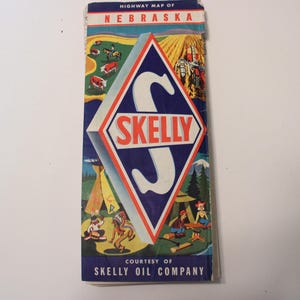 HIGHWAY MAP OF
NEBRASKA
S
SKELLY
COURTESY OF
SKELLY OIL COMPANY